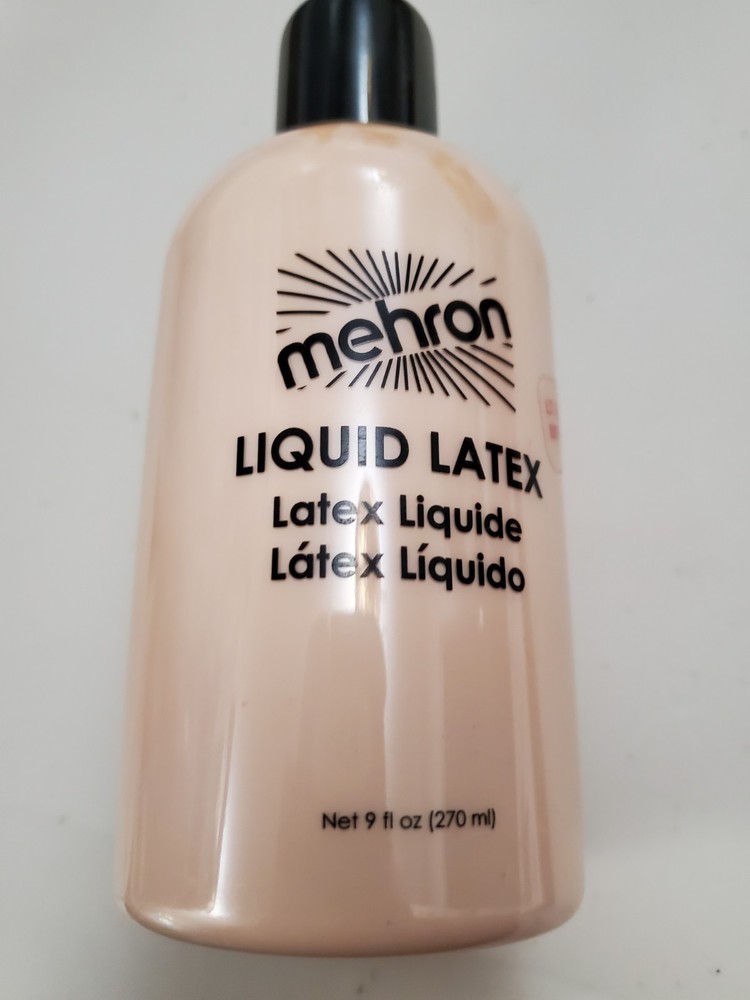 mehron
LIQUID LATEX
Latex Liquide
Látex Líquido
Net 9 fl oz (270 ml)